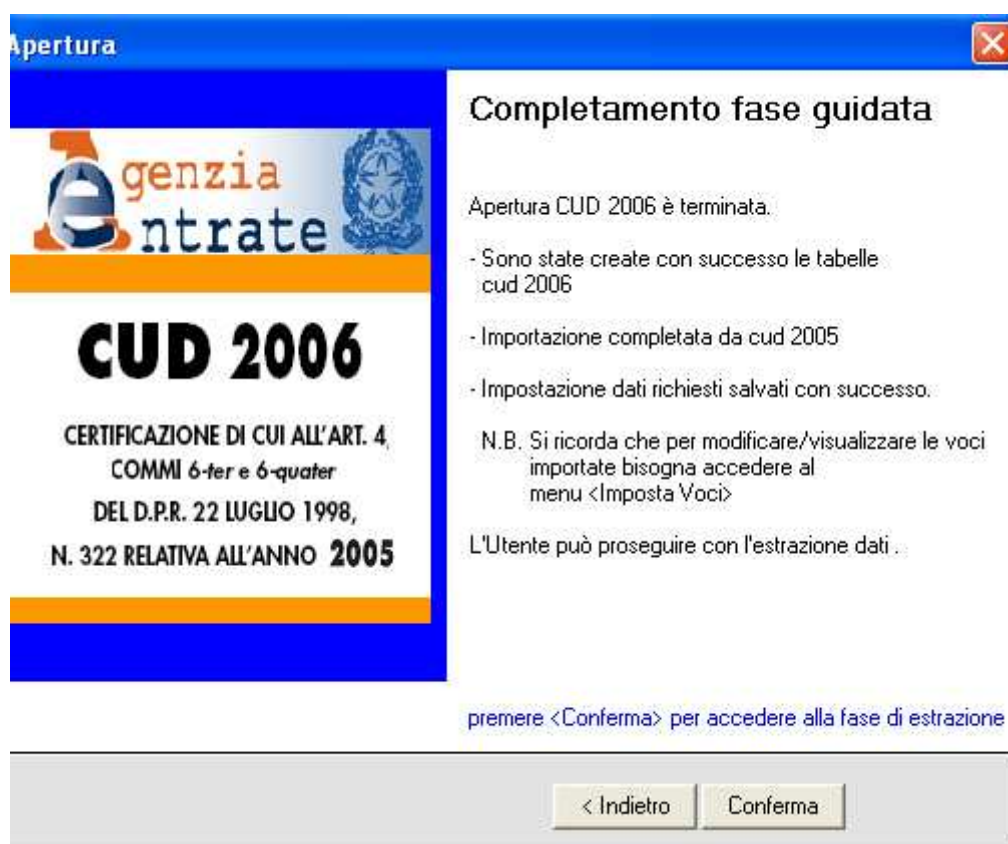 Apertura
genzia
ntrate
CUD 2006
CERTIFICAZIONE DI CUI ALL'ART. 4,
COMMI 6-ter e 6-quater
DEL D.P.R. 22 LUGLIO 1998,
N. 322 RELATIVA ALL'ANNO 2005
Completamento fase guidata
Apertura CUD 2006 è terminata.
- Sono state create con successo le tabelle
cud 2006
- Importazione completata da cud 2005
- Impostazione dati richiesti salvati con successo.
N.B. Si ricorda che per modificare/visualizzare le voci
importate bisogna accedere al
menu <Imposta Voci>
L'Utente può proseguire con l'estrazione dati .
premere <Conferma> per accedere alla fase di estrazione
< Indietro
Conferma